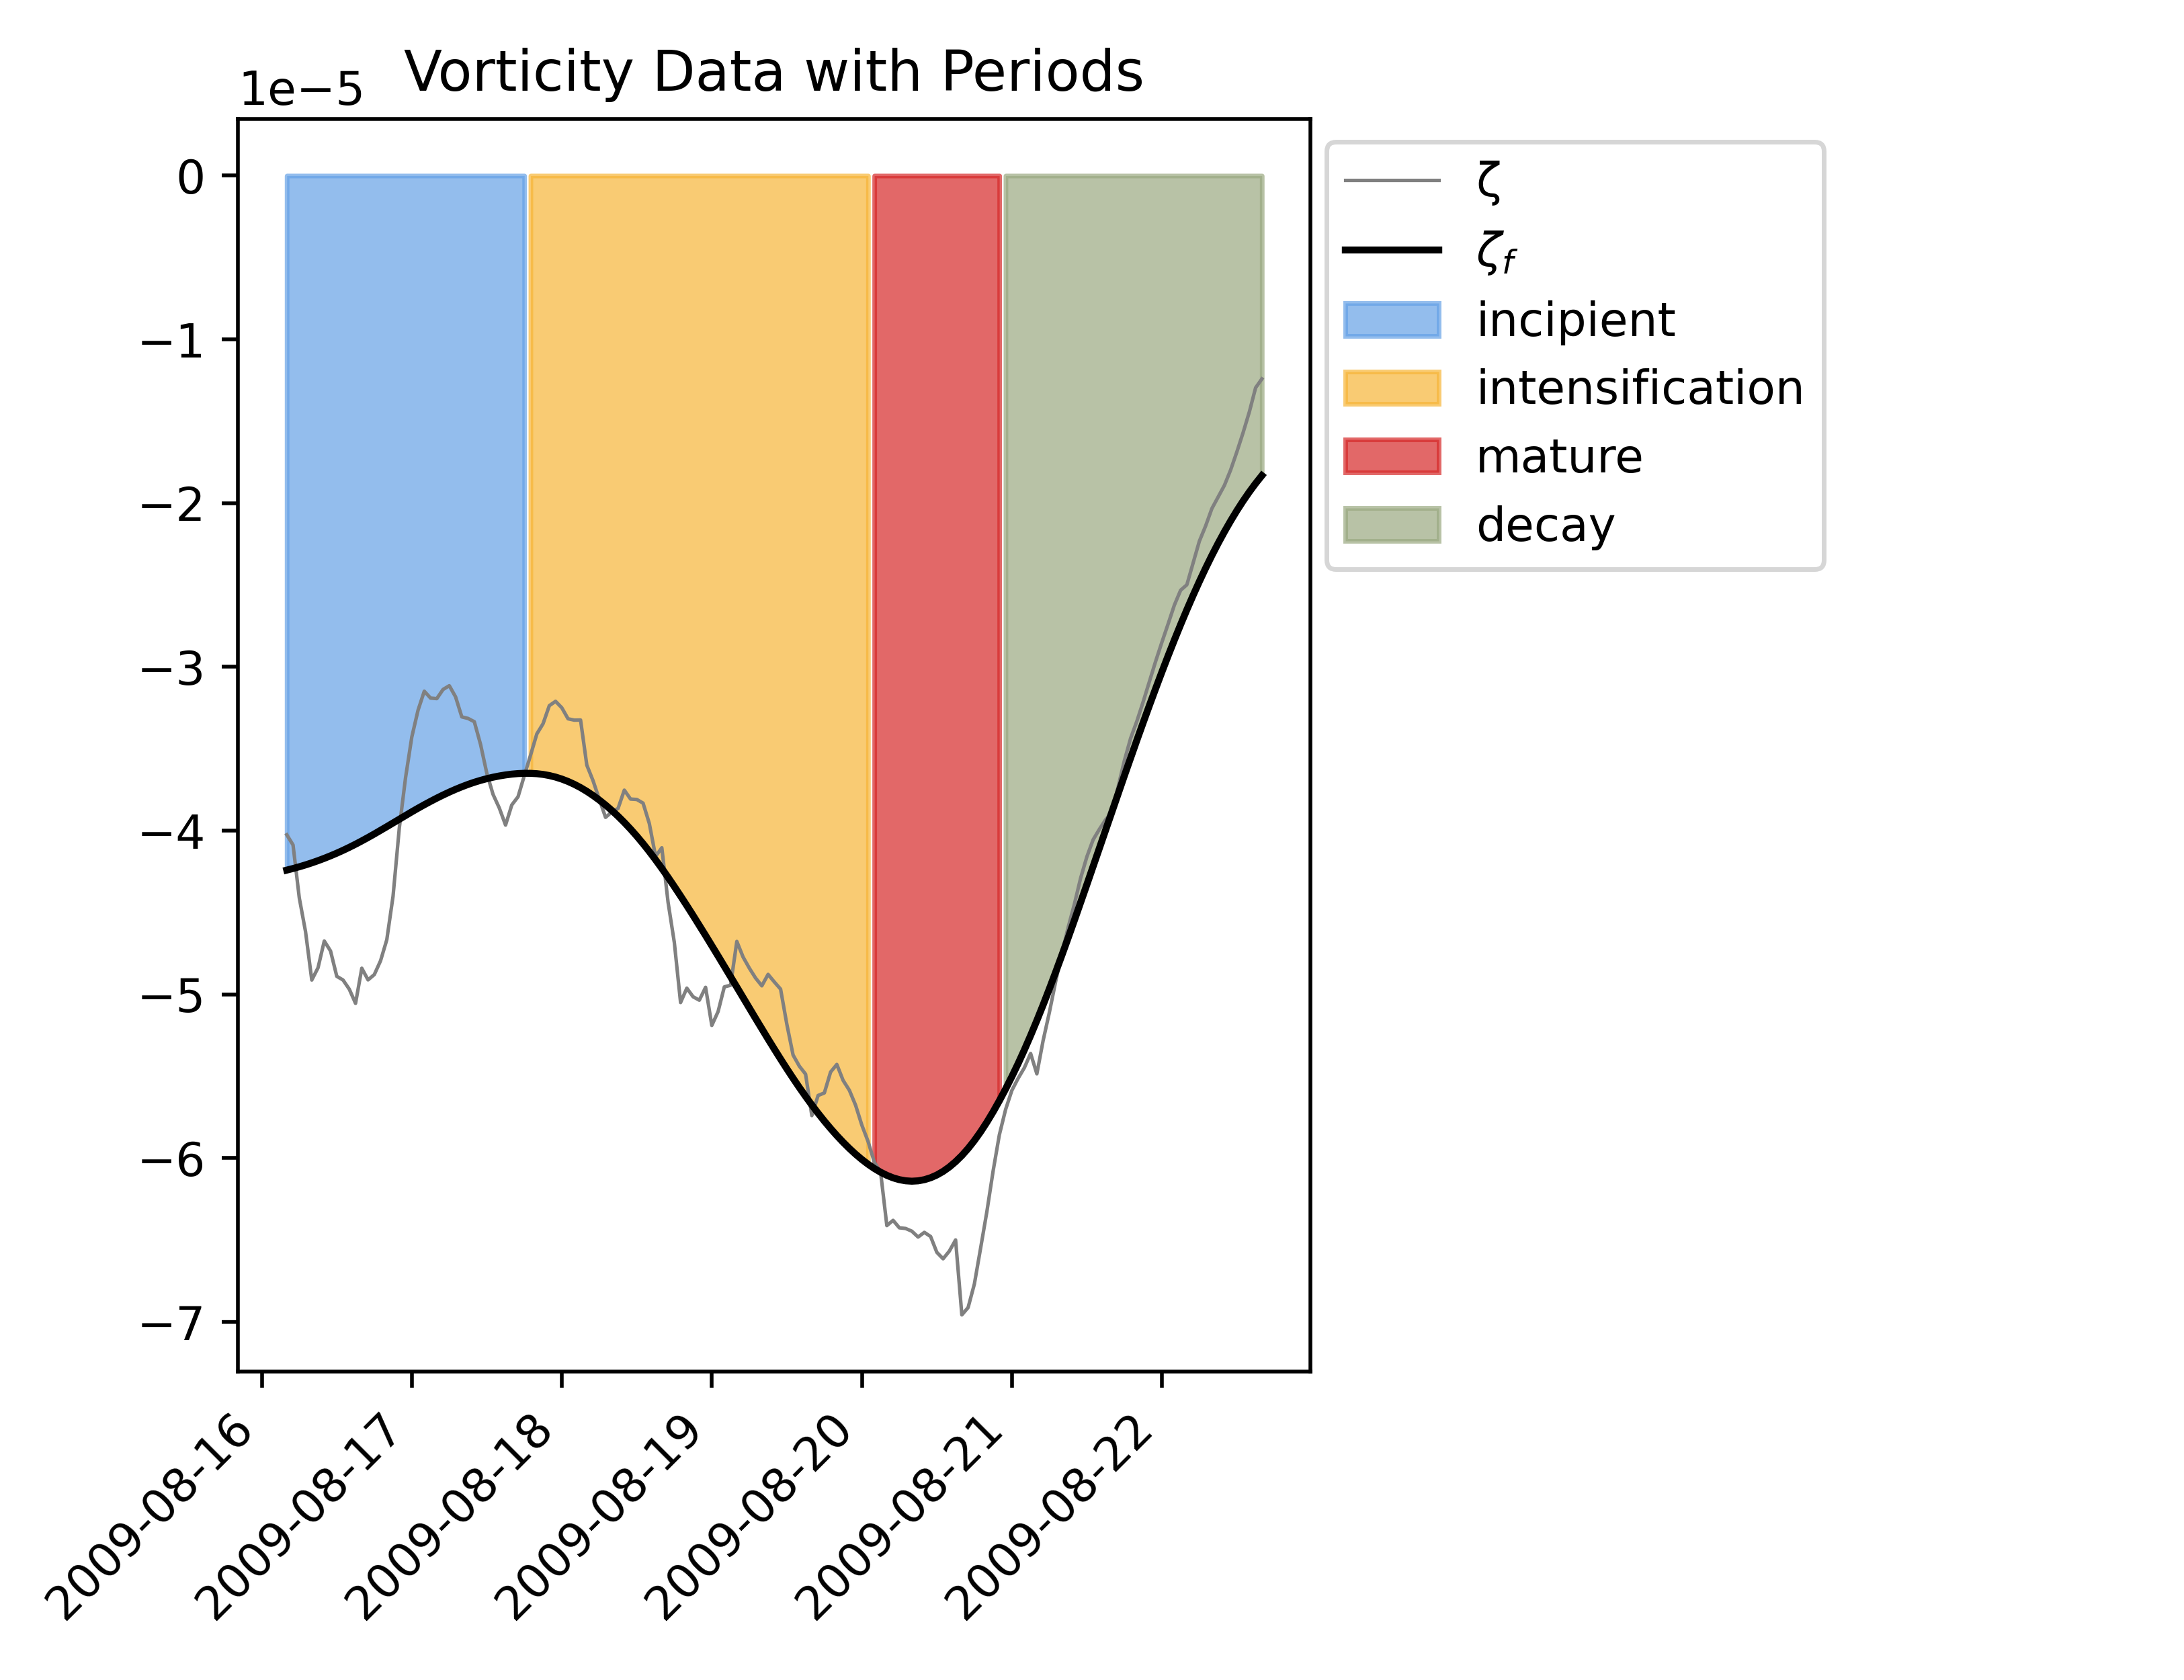 Vorticity Data with Periods
1e−5
0
−1
−2
−3
−4
−5
−6
−7
2009-08-16
2009-08-17
2009-08-18
2009-08-19
2009-08-20
2009-08-21
2009-08-22
ζ
ζf
incipient
intensification
mature
decay